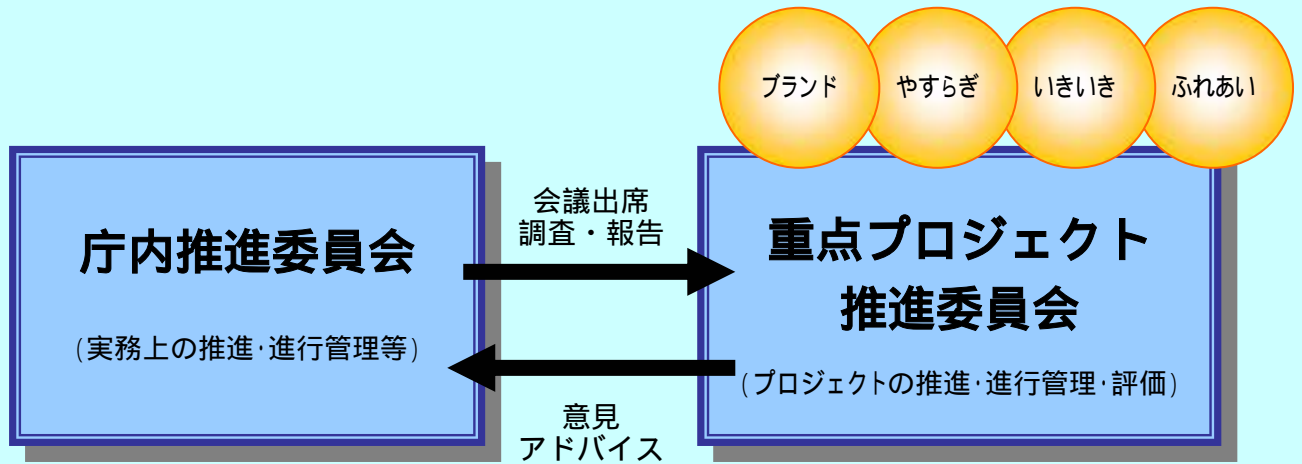 ブランド
やすらぎ
いきいき
ふれあい
庁内推進委員会
(実務上の推進・進行管理等)
会議出席
調査・報告
意見
アドバイス
重点プロジェクト
推進委員会
(プロジェクトの推進・進行管理・評価)